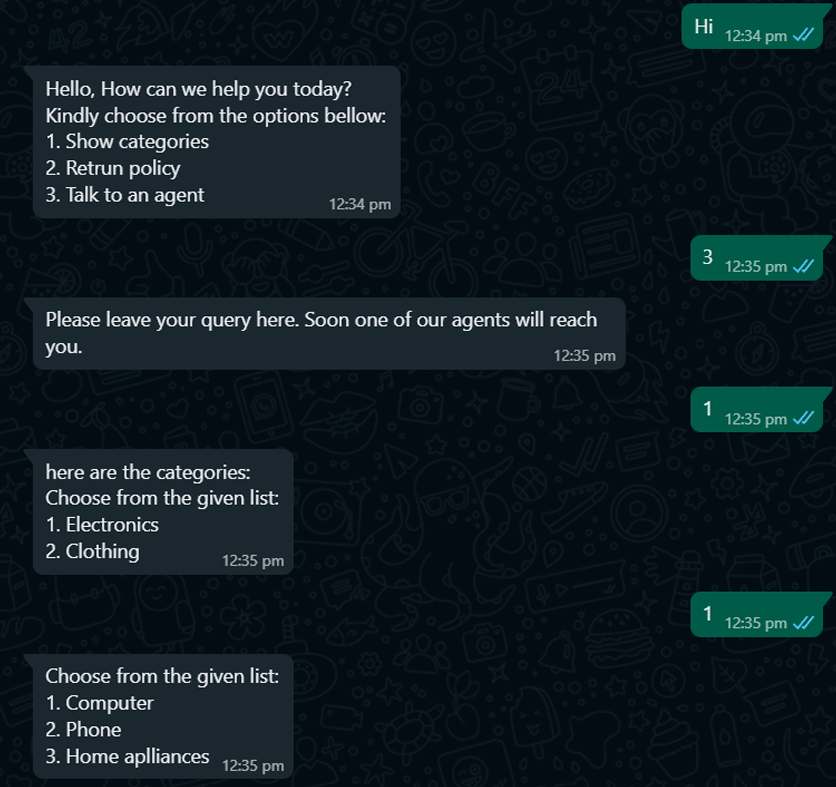 Hi 12:34 pm
Hello, How can we help you today?
Kindly choose from the options bellow:
1. Show categories
2. Retrun policy
3. Talk to an agent
12:34 pm
3 12:35 pm
Please leave your query here. Soon one of our agents will reach
you.
12:35 pm
1 12:35 pm
here are the categories:
Choose from the given list:
1. Electronics
2. Clothing
12:35 pm
1 12:35 pm
Choose from the given list:
1. Computer
2. Phone
3. Home aplliances
12:35 pm